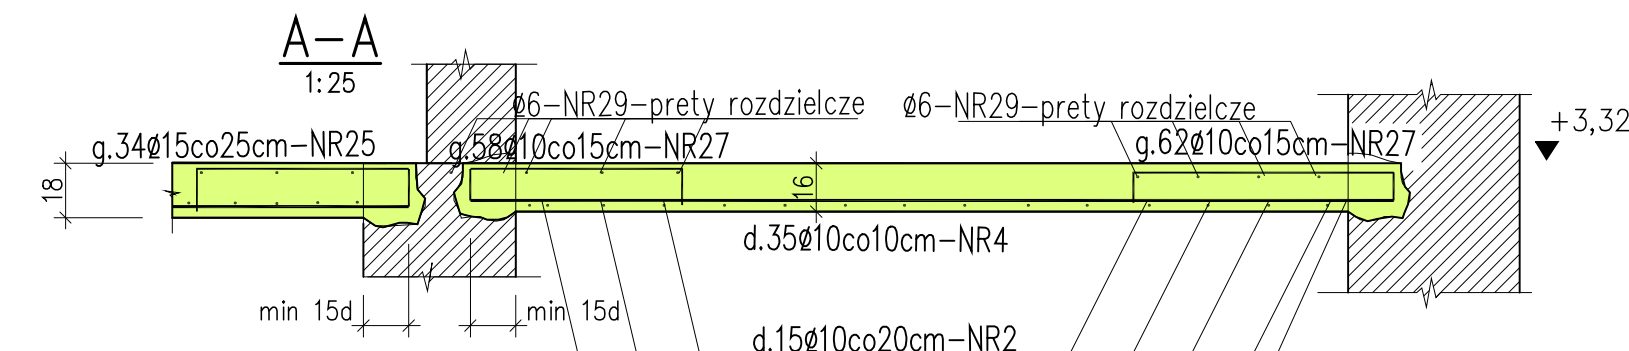 A-A
1:25
ø6-NR29-prety rozdzielcze
ø6-NR29-prety rozdzielcze
+3,32
g.34ø15co25cm-NR25
g.58ø10co15cm-NR27
g.62ø10co15cm-NR27
18
16
d.35ø10co10cm-NR4
min 15d
min 15d
d.15ø10co20cm-NR2